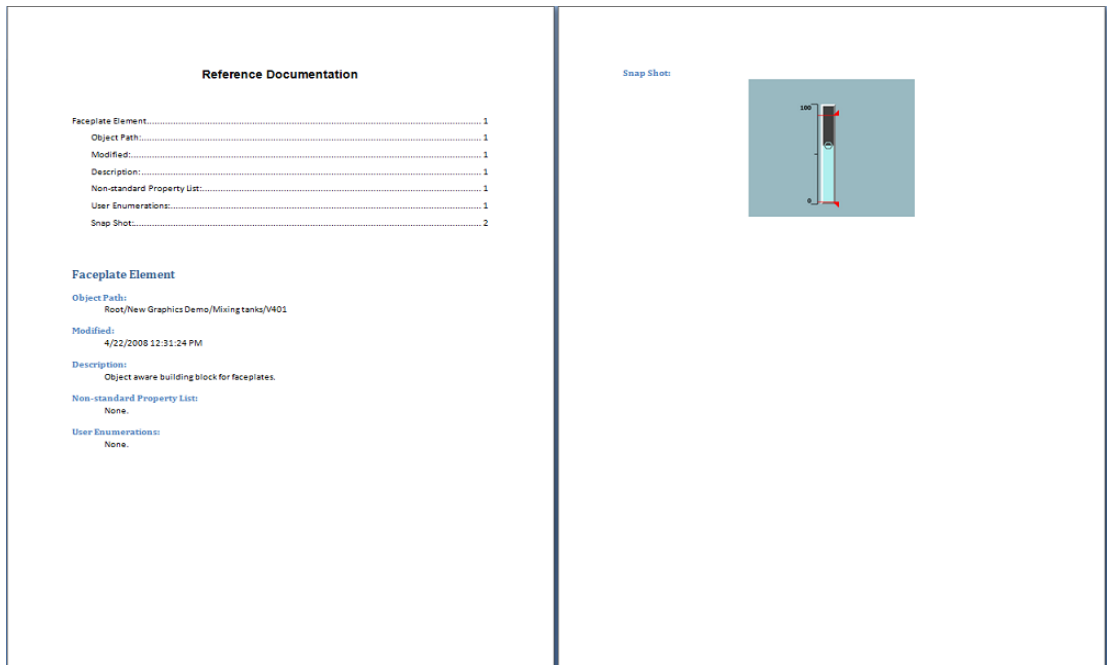 Reference Documentation
Faceplate Element 1
Object Path: 1
Modified: 1
Description: 1
Non-standard Property List: 1
User Enumerations: 1
Snap Shot: 2
Faceplate Element
Object Path:
Root/New Graphics Demo/Mixing tanks/V401
Modified:
4/22/2008 12:31:24 PM
Description:
Object aware building block for faceplates.
Non-standard Property List:
None.
User Enumerations:
None.
Snap Shot:
100
0